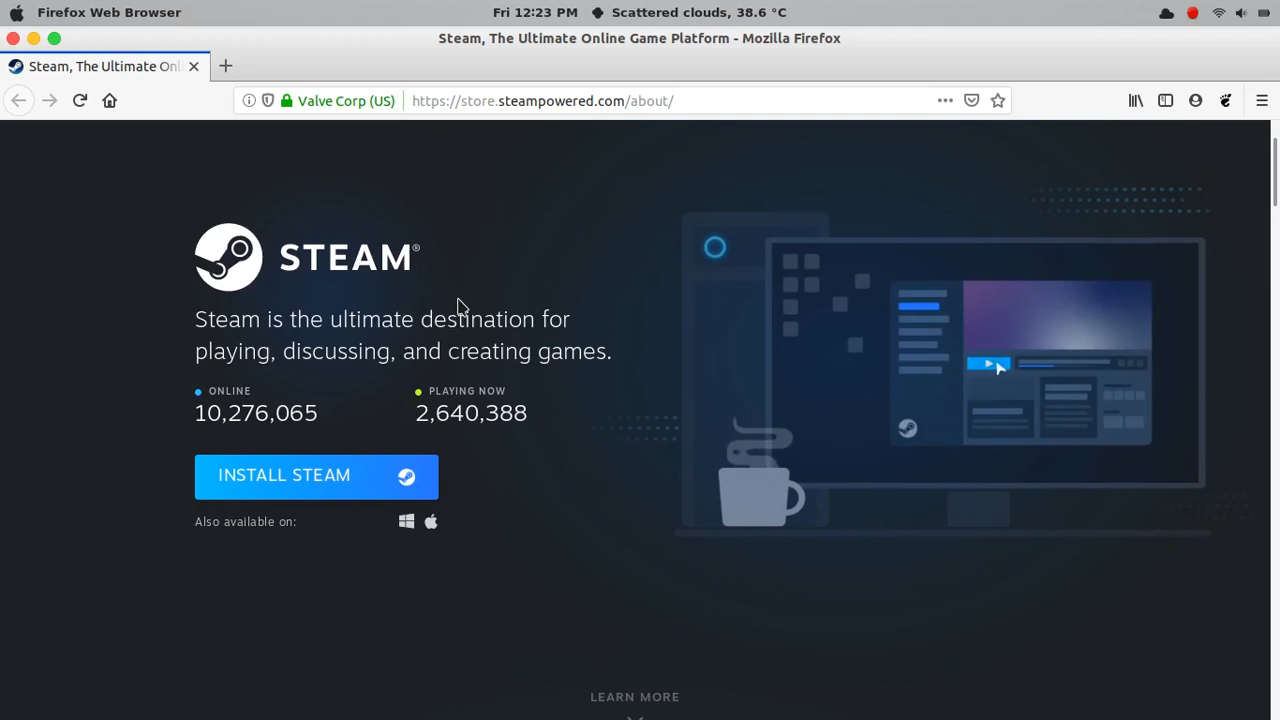 Firefox Web Browser
Fri 12:23 PM
Scattered clouds, 38.6 °C
Steam, The Ultimate Online Game Platform - Mozilla Firefox
Steam, The Ultimate Onl
Valve Corp (US)
https://store.steampowered.com/about/
STEAM®
Steam is the ultimate destination for
playing, discussing, and creating games.
ONLINE
10,276,065
PLAYING NOW
2,640,388
INSTALL STEAM
Also available on:
LEARN MORE